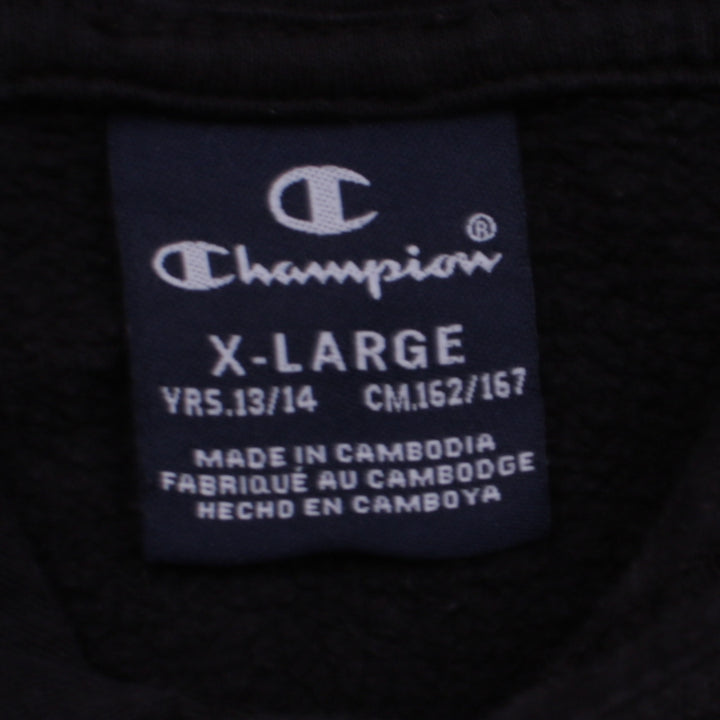 Champion®
X-LARGE
YRS.13/14 CM.162/167
MADE IN CAMBODIA
FABRIQUÉ AU CAMBODGE
HECHO EN CAMBOYA